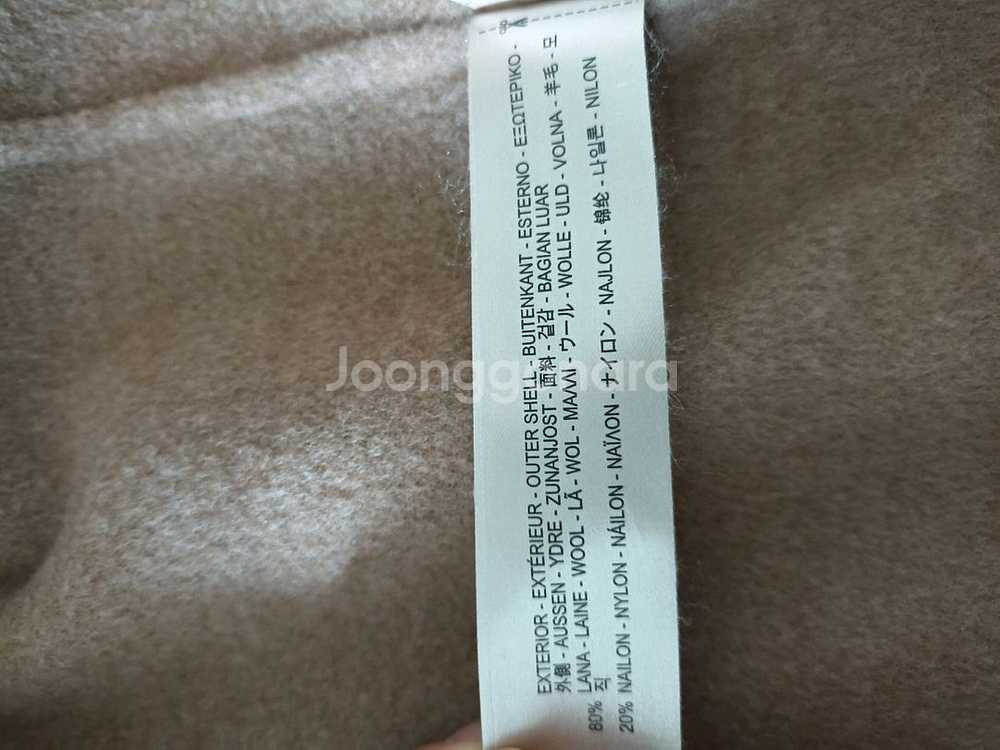 EXTERIOR - EXTÉRIEUR - OUTER SHELL - BUITENKANT - ESTERNO - ΕΞΩΤΕΡΙΚΟ -
外側 - AUSSEN - YDRE - ZUNANJOST - 面料 - 겉감 - BAGIAN LUAR
80% LANA - LAINE - WOOL - LÃ - WOL - ΜΑΛΛΙ - ウール - WOLLE - ULD - VOLNA - 羊毛 - 모
직
20% NAILON - NYLON - NÁILON - ΝΑΪΛΟΝ - ナイロン - NAJLON - 锦纶 - 나일론 - NILON
Joonggonara